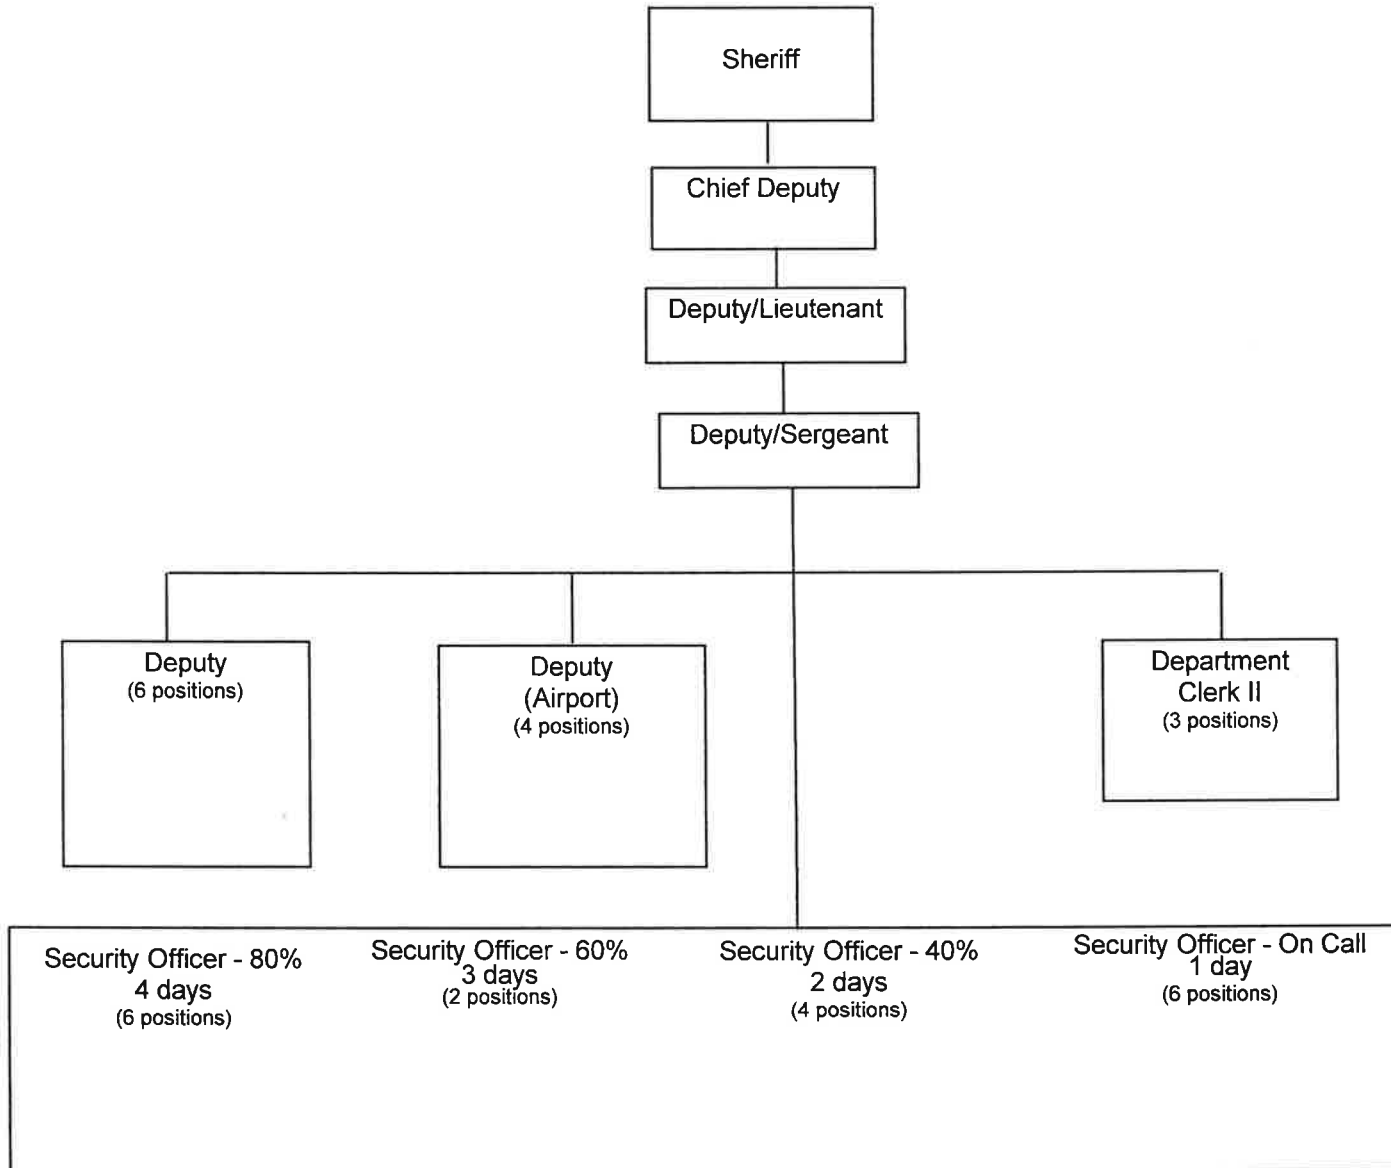 Sheriff
Chief Deputy
Deputy/Lieutenant
Deputy/Sergeant
Deputy
(6 positions)
Deputy
(Airport)
(4 positions)
Department
Clerk II
(3 positions)
Security Officer - 80%
4 days
(6 positions)
Security Officer - 60%
3 days
(2 positions)
Security Officer - 40%
2 days
(4 positions)
Security Officer - On Call
1 day
(6 positions)